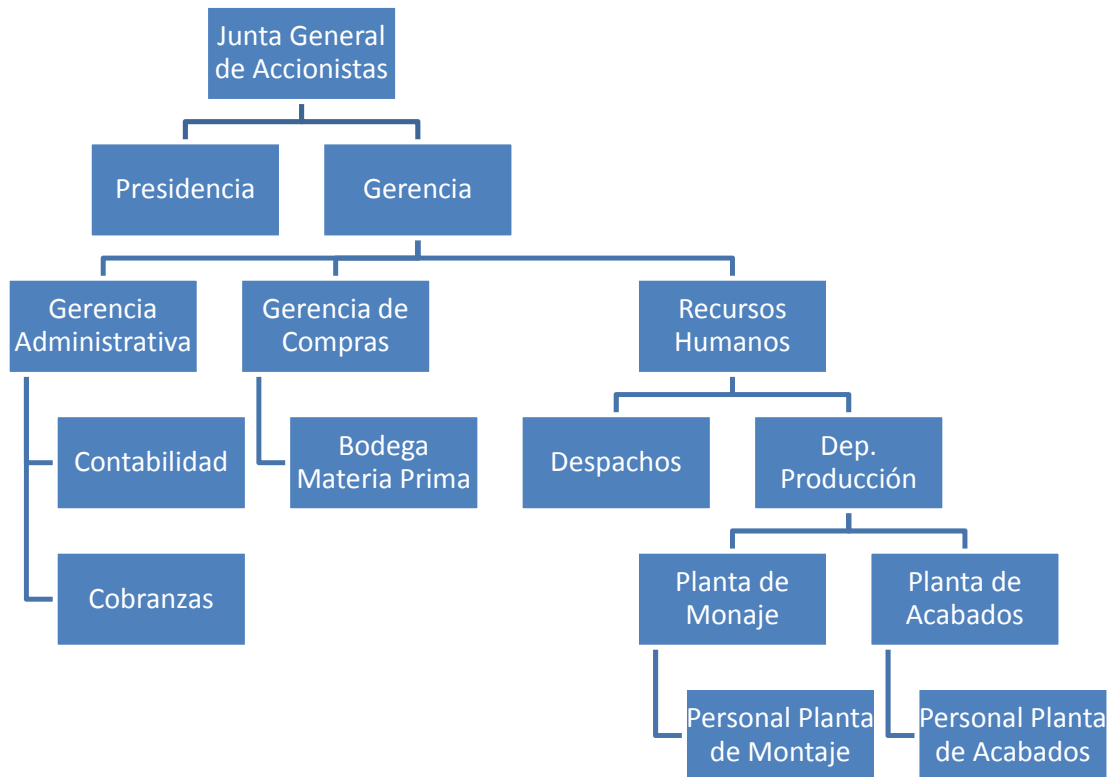 Junta General
de Accionistas
Presidencia
Gerencia
Gerencia
Administrativa
Gerencia de
Compras
Recursos
Humanos
Contabilidad
Bodega
Materia Prima
Despachos
Dep.
Producción
Cobranzas
Planta de
Monaje
Planta de
Acabados
Personal Planta
de Montaje
Personal Planta
de Acabados